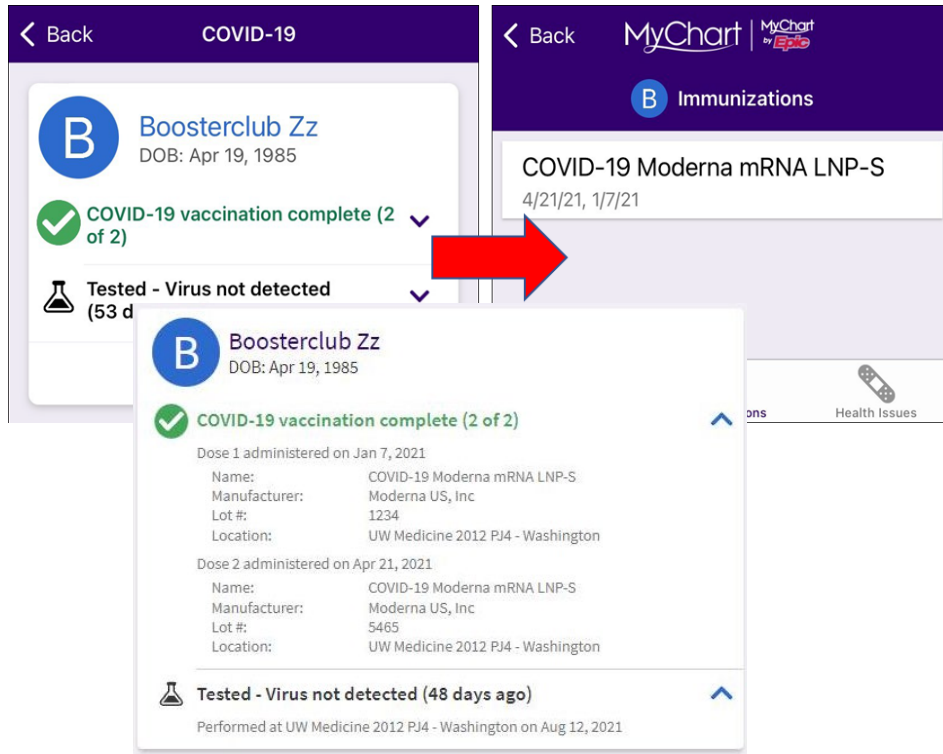 Back
COVID-19
B
Boosterclub Zz
DOB: Apr 19, 1985
COVID-19 vaccination complete (2
of 2)
Tested - Virus not detected
(53 d
Back
MyChart | MyChart
by Epic
B Immunizations
COVID-19 Moderna mRNA LNP-S
4/21/21, 1/7/21
ons
Health Issues
B
Boosterclub Zz
DOB: Apr 19, 1985
COVID-19 vaccination complete (2 of 2)
Dose 1 administered on Jan 7, 2021
Name: COVID-19 Moderna mRNA LNP-S
Manufacturer: Moderna US, Inc
Lot #: 1234
Location: UW Medicine 2012 PJ4 - Washington
Dose 2 administered on Apr 21, 2021
Name: COVID-19 Moderna mRNA LNP-S
Manufacturer: Moderna US, Inc
Lot #: 5465
Location: UW Medicine 2012 PJ4 - Washington
Tested - Virus not detected (48 days ago)
Performed at UW Medicine 2012 PJ4 - Washington on Aug 12, 2021